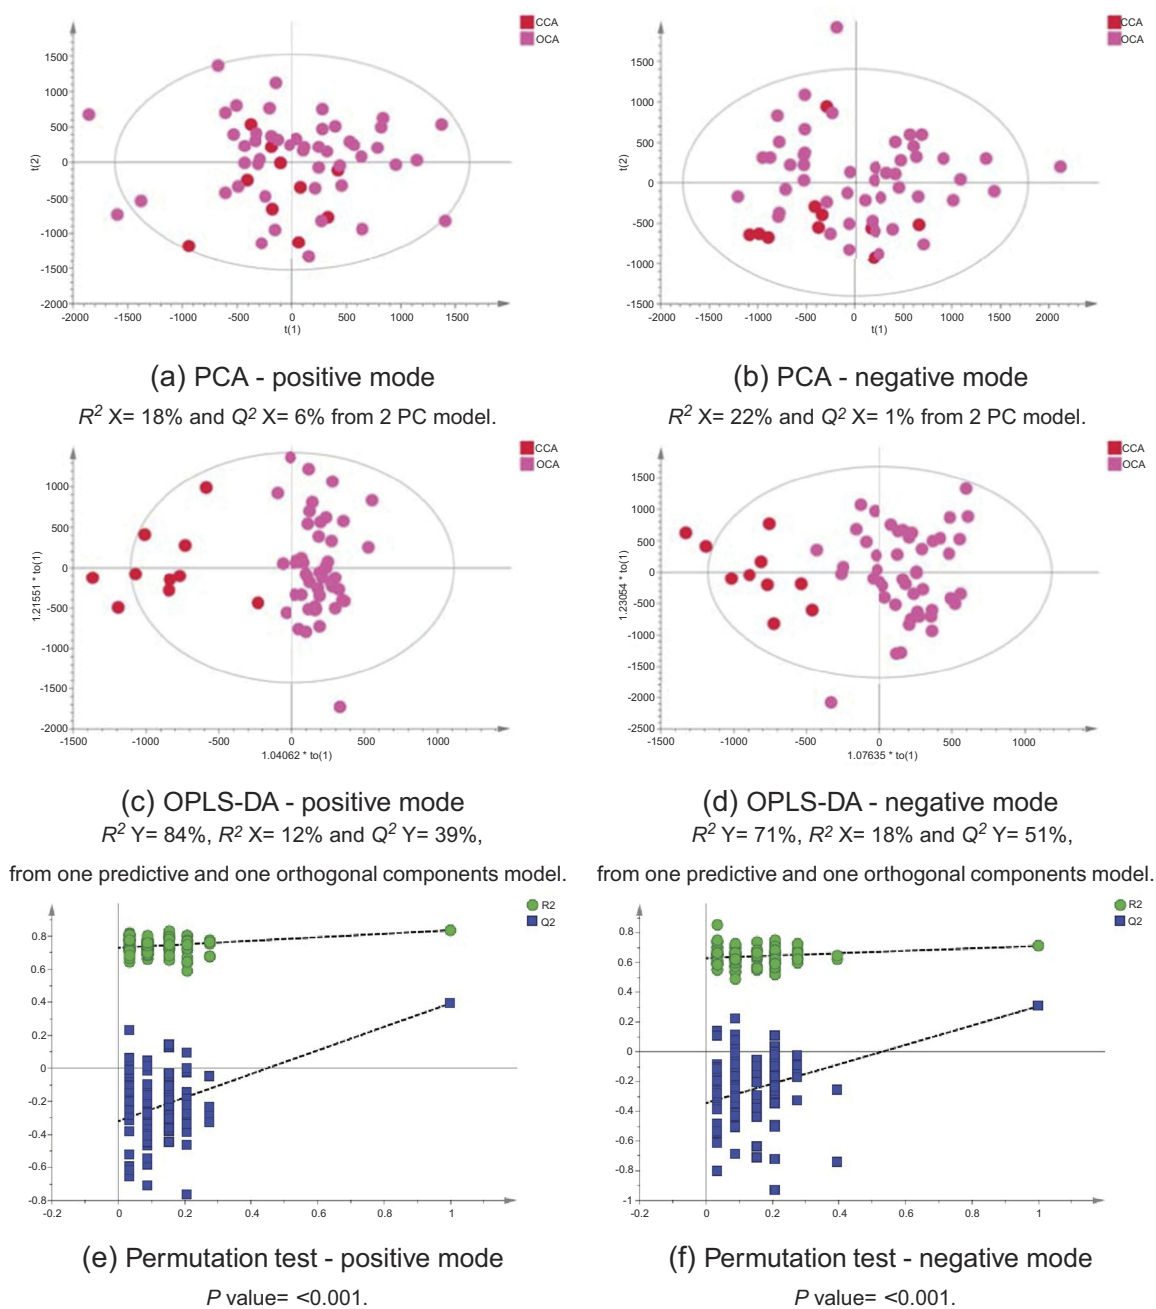 CCA
OCA
1500
1000
500
0
-500
-1000
-1500
-2000
t(2)
-2000 -1500 -1000 -500 0 500 1000 1500
t(1)
CCA
OCA
1500
1000
500
0
-500
-1000
-1500
t(2)
-2000 -1500 -1000 -500 0 500 1000 1500 2000
t(1)
(a) PCA - positive mode
R² X= 18% and Q² X= 6% from 2 PC model.
(b) PCA - negative mode
R² X= 22% and Q² X= 1% from 2 PC model.
CCA
OCA
1000
500
0
-500
-1000
-1500
-2000
1.21551 * to(1)
-1500 -1000 -500 0 500 1000
1.04062 * to(1)
CCA
OCA
1500
1000
500
0
-500
-1000
-1500
-2000
-2500
1.23054 * to(1)
-1500 -1000 -500 0 500 1000
1.07635 * to(1)
(c) OPLS-DA - positive mode
R² Y= 84%, R² X= 12% and Q² Y= 39%,
from one predictive and one orthogonal components model.
(d) OPLS-DA - negative mode
R² Y= 71%, R² X= 18% and Q² Y= 51%,
from one predictive and one orthogonal components model.
R2
Q2
0.8
0.6
0.4
0.2
0
-0.2
-0.4
-0.6
-0.8
-0.2 0 0.2 0.4 0.6 0.8 1
R2
Q2
0.8
0.6
0.4
0.2
0
-0.2
-0.4
-0.6
-0.8
-1
-0.2 0 0.2 0.4 0.6 0.8 1
(e) Permutation test - positive mode
P value= <0.001.
(f) Permutation test - negative mode
P value= <0.001.